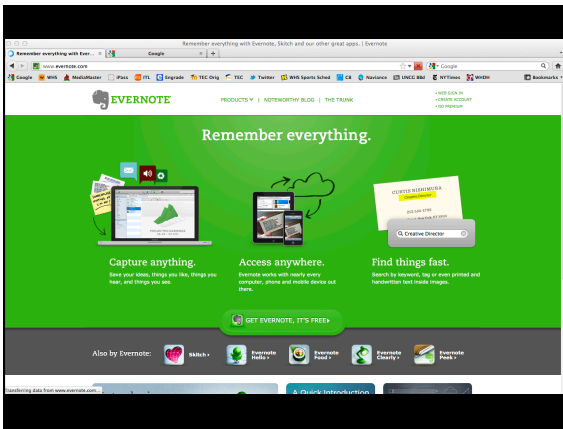 Remember everything with Evernote, Skitch and our other great apps. | Evernote
Remember everything with Ever...
Google
www.evernote.com
Google
Google
WHS
MediaMaster
iPass
ITL
Engrade
TEC Orig
TEC
Twitter
WHS Sports Sched
CB
Naviance
UNCG BBd
NYTimes
WHDH
Bookmarks
EVERNOTE
PRODUCTS | NOTEWORTHY BLOG | THE TRUNK
WEB SIGN IN
CREATE ACCOUNT
GO PREMIUM
Remember everything.
CURTIS NISHIMURA
Creative Director
Creative Director
Capture anything.
Save your ideas, things you like, things you
hear, and things you see.
Access anywhere.
Evernote works with nearly every
computer, phone and mobile device out
there.
Find things fast.
Search by keyword, tag or even printed and
handwritten text inside images.
GET EVERNOTE, IT'S FREE
Also by Evernote:
Skitch ›
Evernote
Hello ›
Evernote
Food ›
Evernote
Clearly ›
Evernote
Peek ›
Transferring data from www.evernote.com...
A Quick Introduction